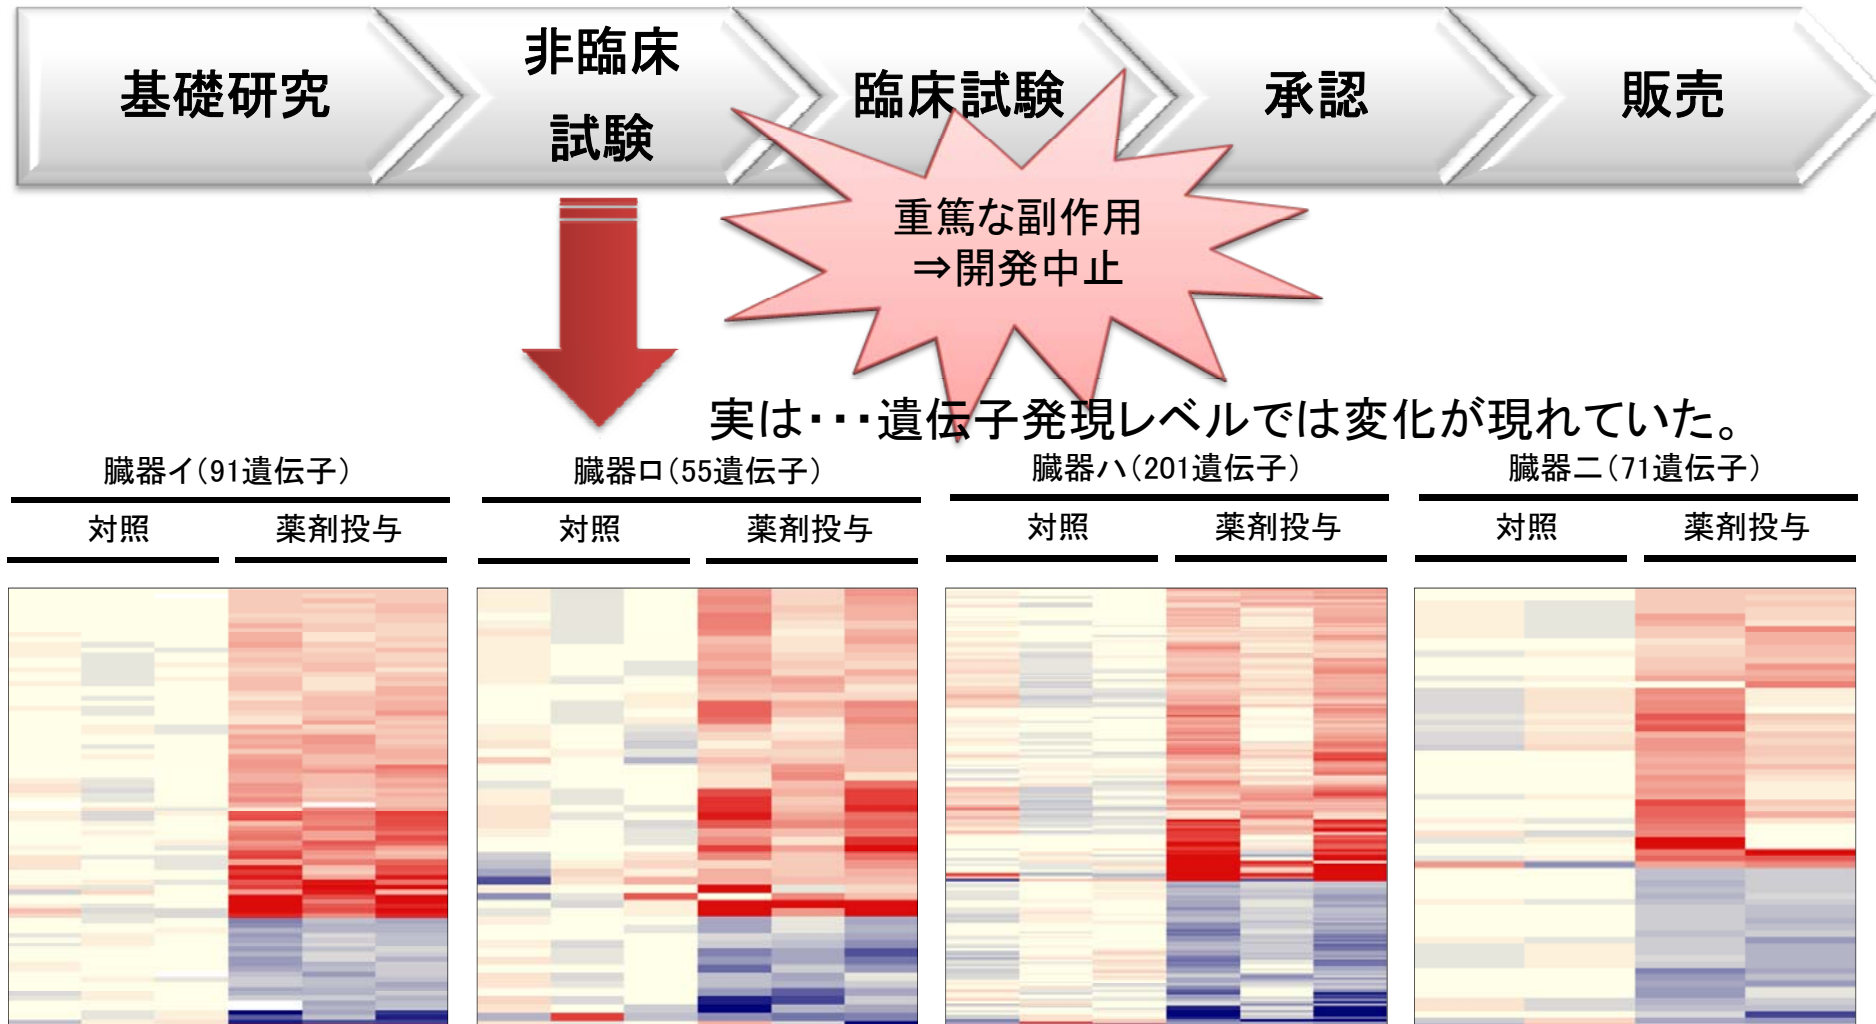 基礎研究
非臨床
試験
臨床試験
承認
販売
重篤な副作用
⇒開発中止
実は・・・遺伝子発現レベルでは変化が現れていた。
臓器イ(91遺伝子)
臓器ロ(55遺伝子)
臓器ハ(201遺伝子)
臓器ニ(71遺伝子)
対照
薬剤投与
対照
薬剤投与
対照
薬剤投与
対照
薬剤投与